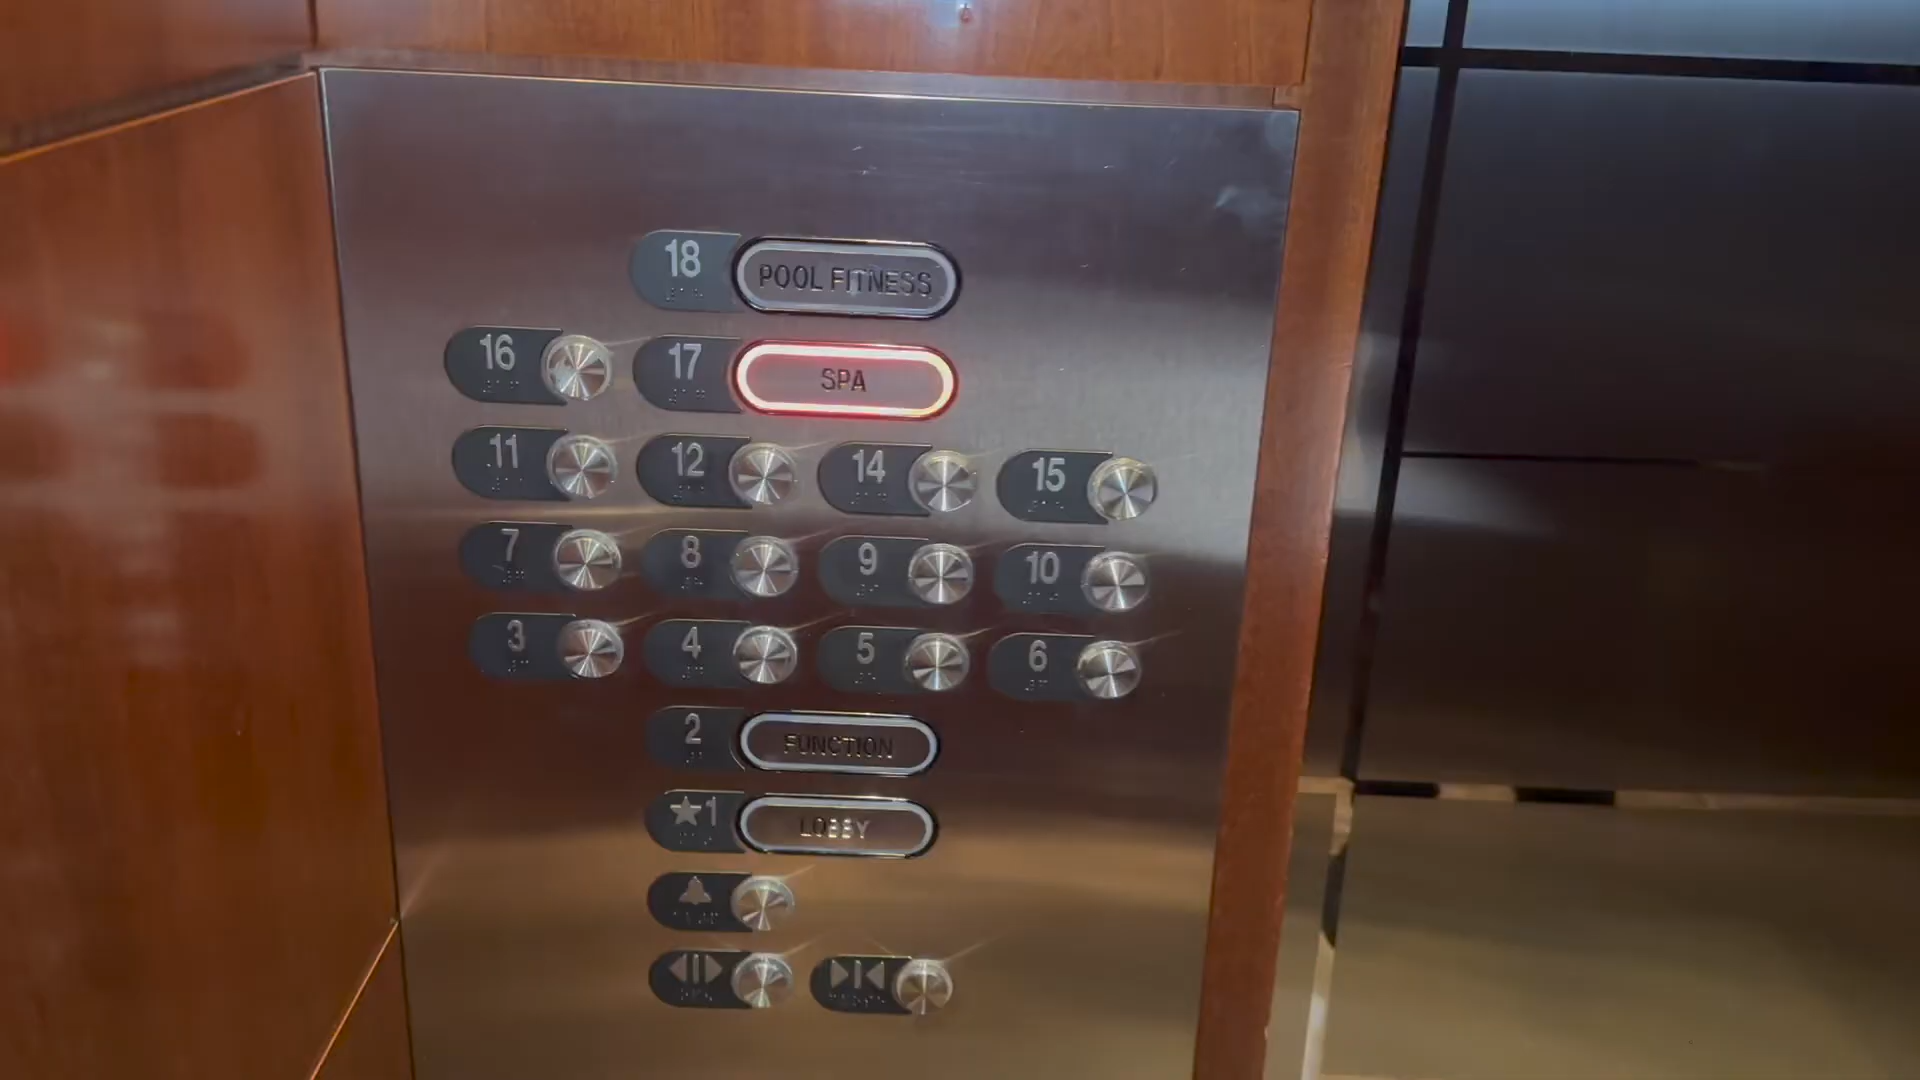 18 POOL FITNESS
16 17 SPA
11 12 14 15
7 8 9 10
3 4 5 6
2 FUNCTION
★1 LOBBY